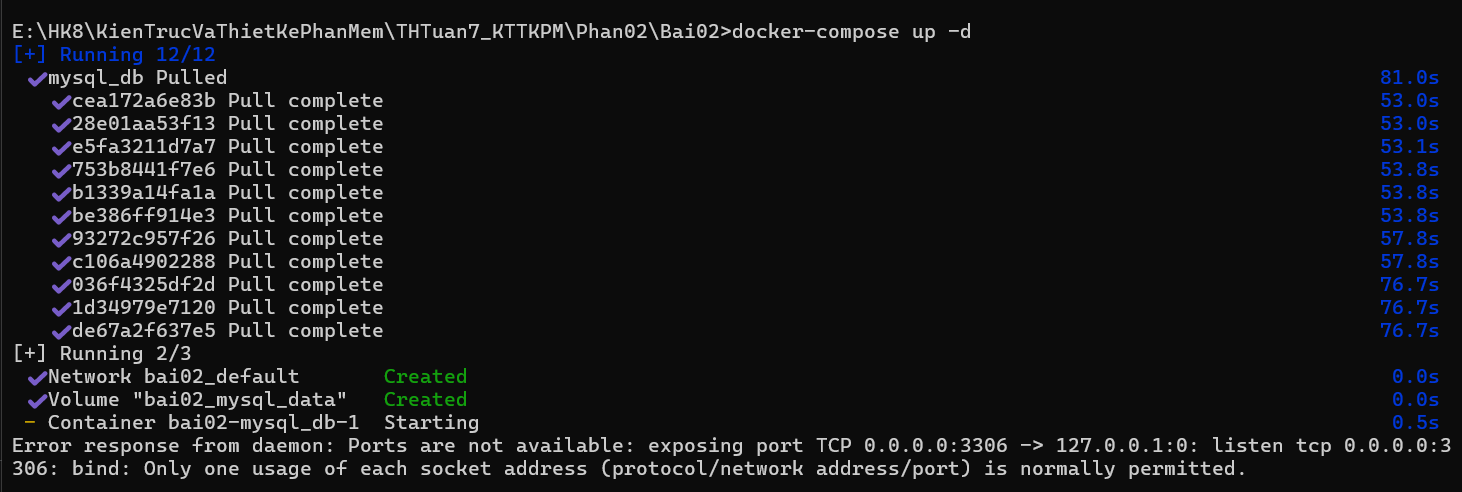 E:\HK8\KienTrucVaThietKePhanMem\THTuan7_KTTKPM\Phan02\Bai02>docker-compose up -d
[+] Running 12/12
✔mysql_db Pulled 81.0s
✔cea172a6e83b Pull complete 53.0s
✔28e01aa53f13 Pull complete 53.0s
✔e5fa3211d7a7 Pull complete 53.1s
✔753b8441f7e6 Pull complete 53.8s
✔b1339a14fa1a Pull complete 53.8s
✔be386ff914e3 Pull complete 53.8s
✔93272c957f26 Pull complete 57.8s
✔c106a4902288 Pull complete 57.8s
✔036f4325df2d Pull complete 76.7s
✔1d34979e7120 Pull complete 76.7s
✔de67a2f637e5 Pull complete 76.7s
[+] Running 2/3
✔Network bai02_default Created 0.0s
✔Volume "bai02_mysql_data" Created 0.0s
- Container bai02-mysql_db-1 Starting 0.5s
Error response from daemon: Ports are not available: exposing port TCP 0.0.0.0:3306 -> 127.0.0.1:0: listen tcp 0.0.0.0:3
306: bind: Only one usage of each socket address (protocol/network address/port) is normally permitted.